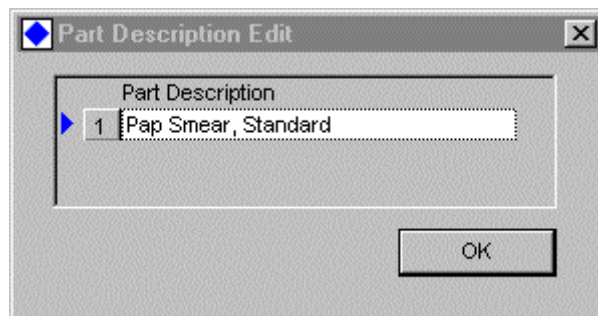 Part Description Edit
Part Description
1 Pap Smear, Standard
OK